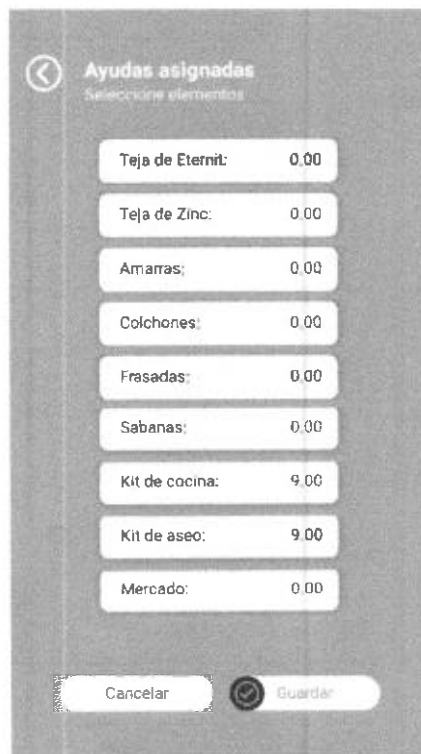 Ayudas asignadas
Seleccione elementos
Teja de Eternit: 0.00
Teja de Zinc: 0.00
Amarras: 0.00
Colchones: 0.00
Frasadas: 0.00
Sabanas: 0.00
Kit de cocina: 9.00
Kit de aseo: 9.00
Mercado: 0.00
Cancelar Guardar